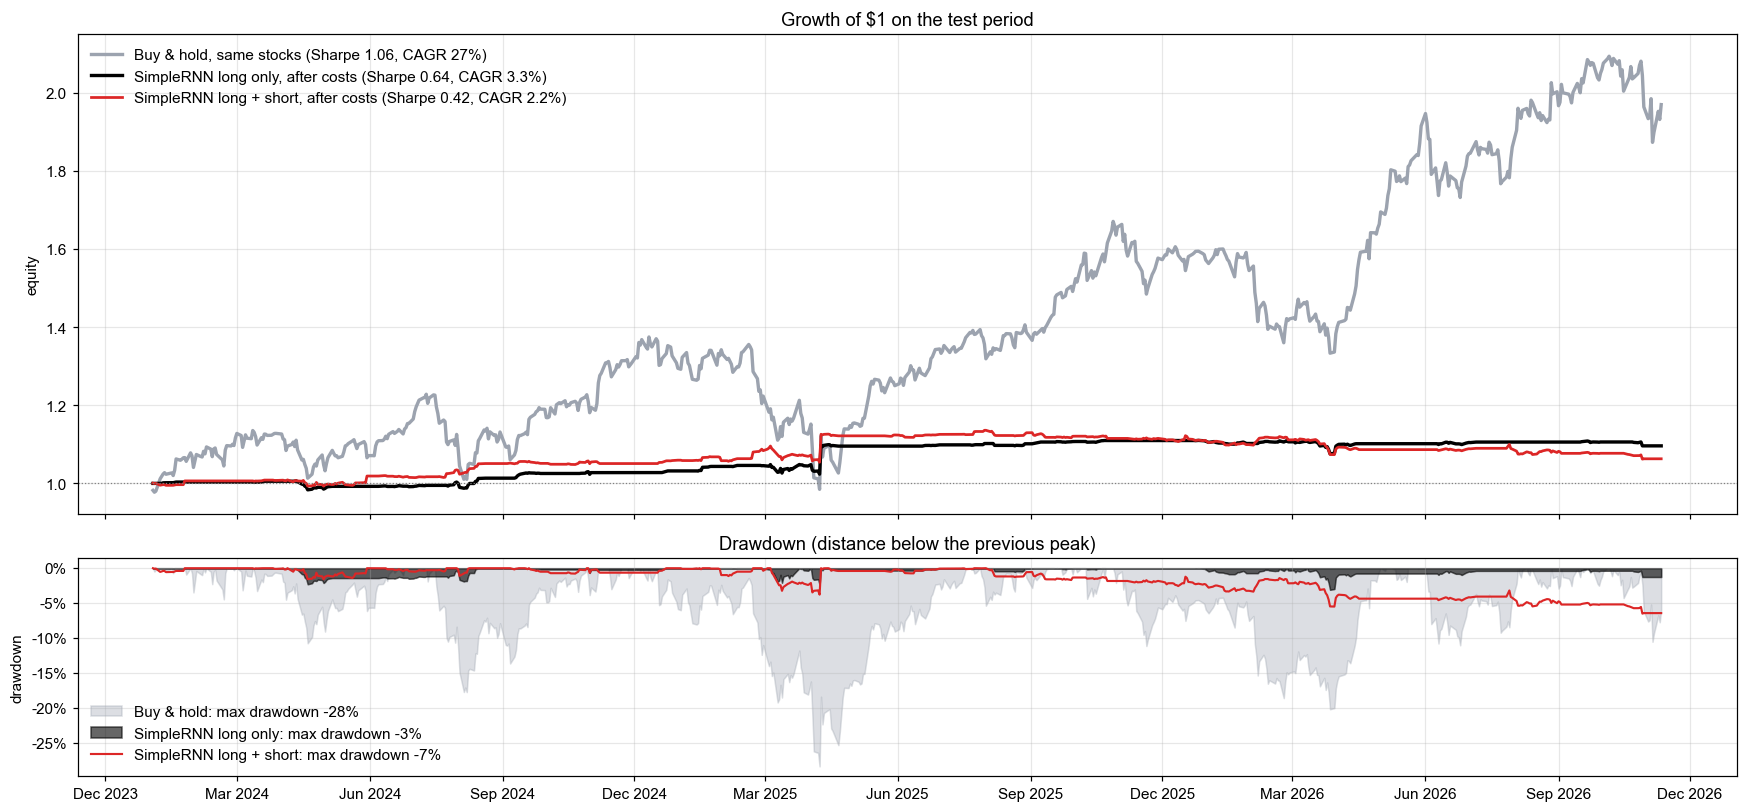 Growth of $1 on the test period
Buy & hold, same stocks (Sharpe 1.06, CAGR 27%)
SimpleRNN long only, after costs (Sharpe 0.64, CAGR 3.3%)
SimpleRNN long + short, after costs (Sharpe 0.42, CAGR 2.2%)
equity
2.0
1.8
1.6
1.4
1.2
1.0
Drawdown (distance below the previous peak)
drawdown
0%
-5%
-10%
-15%
-20%
-25%
Buy & hold: max drawdown -28%
SimpleRNN long only: max drawdown -3%
SimpleRNN long + short: max drawdown -7%
Dec 2023 Mar 2024 Jun 2024 Sep 2024 Dec 2024 Mar 2025 Jun 2025 Sep 2025 Dec 2025 Mar 2026 Jun 2026 Sep 2026 Dec 2026